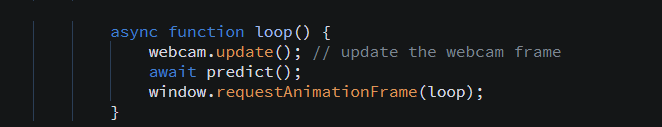 async function loop() {
webcam.update(); // update the webcam frame
await predict();
window.requestAnimationFrame(loop);
}